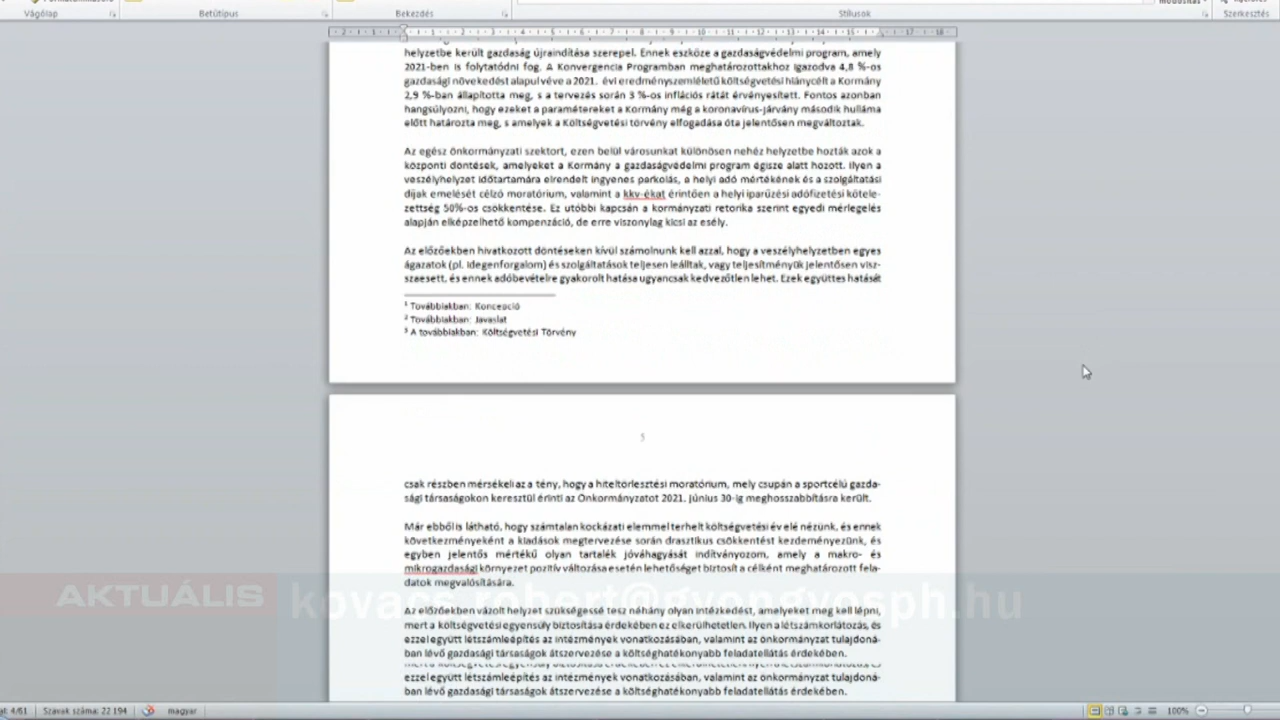 Vágólap
Betűtípus
Bekezdés
Stílusok
Szerkesztés
helyzetbe került gazdaság újraindítása szerepel. Ennek eszköze a gazdaságvédelmi program, amely
2021-ben is folytatódni fog. A Konvergencia Programban meghatározottakhoz igazodva 4,8 %-os
gazdasági növekedést alapul véve a 2021. évi eredményszemléletű költségvetési hiánycélt a Kormány
2,9 %-ban állapította meg, s a tervezés során 3 %-os inflációs rátát érvényesített. Fontos azonban
hangsúlyozni, hogy ezeket a paramétereket a Kormány még a koronavírus-járvány második hulláma
előtt határozta meg, s amelyek a Költségvetési törvény elfogadása óta jelentősen megváltoztak.
Az egész önkormányzati szektort, ezen belül városunkat különösen nehéz helyzetbe hozták azok a
központi döntések, amelyeket a Kormány a gazdaságvédelmi program égisze alatt hozott. Ilyen a
veszélyhelyzet időtartamára elrendelt ingyenes parkolás, a helyi adó mértékének és a szolgáltatási
díjak emelését célzó moratórium, valamint a kkv-ékat érintően a helyi iparűzési adófizetési kötele-
zettség 50%-os csökkentése. Ez utóbbi kapcsán a kormányzati retorika szerint egyedi mérlegelés
alapján elképzelhető kompenzáció, de erre viszonylag kicsi az esély.
Az előzőekben hivatkozott döntéseken kívül számolnunk kell azzal, hogy a veszélyhelyzetben egyes
ágazatok (pl. Idegenforgalom) és szolgáltatások teljesen leálltak, vagy teljesítményük jelentősen visz-
szaesett, és ennek adóbevételre gyakorolt hatása ugyancsak kedvezőtlen lehet. Ezek együttes hatását
1 Továbbiakban: Koncepció
2 Továbbiakban: Javaslat
3 A továbbiakban: Költségvetési Törvény
5
csak részben mérsékeli az a tény, hogy a hiteltörlesztési moratórium, mely csupán a sportcélú gazda-
sági társaságokon keresztül érinti az Önkormányzatot 2021. június 30-ig meghosszabbításra került.
Már ebből is látható, hogy számtalan kockázati elemmel terhelt költségvetési év elé nézünk, és ennek
következményeként a kiadások megtervezése során drasztikus csökkentést kezdeményezünk, és
egyben jelentős mértékű olyan tartalék jóváhagyását indítványozom, amely a makro- és
mikrogazdasági környezet pozitív változása esetén lehetőséget biztosít a célként meghatározott fela-
datok megvalósítására.
AKTUÁLIS
kovacs.robert@gyongyosph.hu
Az előzőekben vázolt helyzet szükségessé tesz néhány olyan intézkedést, amelyeket meg kell lépni,
mert a költségvetési egyensúly biztosítása érdekében ez elkerülhetetlen. Ilyen a létszámkorlátozás, és
ezzel együtt létszámleépítés az intézmények vonatkozásában, valamint az önkormányzat tulajdoná-
ban lévő gazdasági társaságok átszervezése a költséghatékonyabb feladatellátás érdekében.
ezzel együtt létszámleépítés az intézmények vonatkozásában, valamint az önkormányzat tulajdoná-
ban lévő gazdasági társaságok átszervezése a költséghatékonyabb feladatellátás érdekében.
4/61
Szavak száma: 22 194
magyar
100%